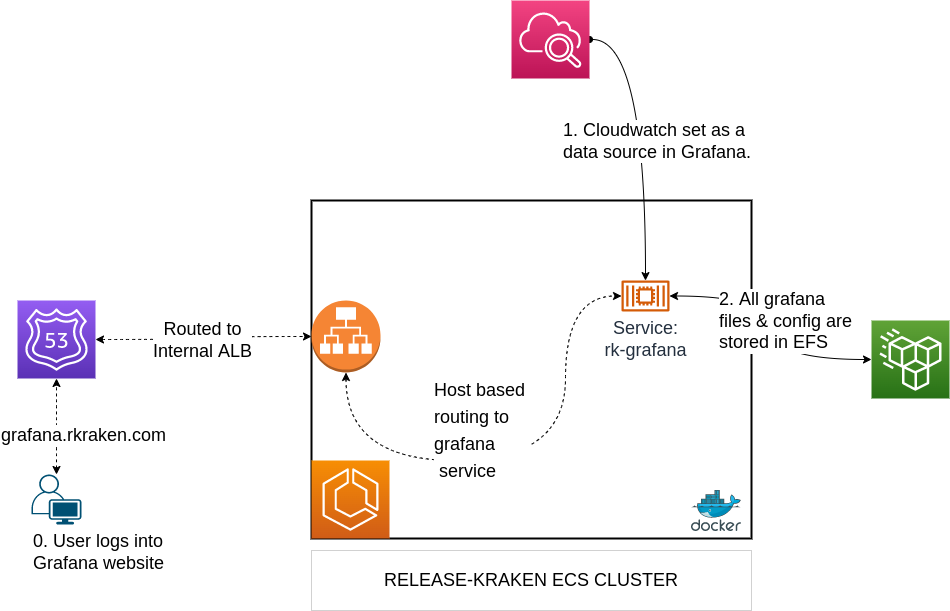 1. Cloudwatch set as a
data source in Grafana.
53
Routed to
Internal ALB
Service:
rk-grafana
2. All grafana
files & config are
stored in EFS
Host based
routing to
grafana
service
grafana.rkraken.com
0. User logs into
Grafana website
docker
RELEASE-KRAKEN ECS CLUSTER